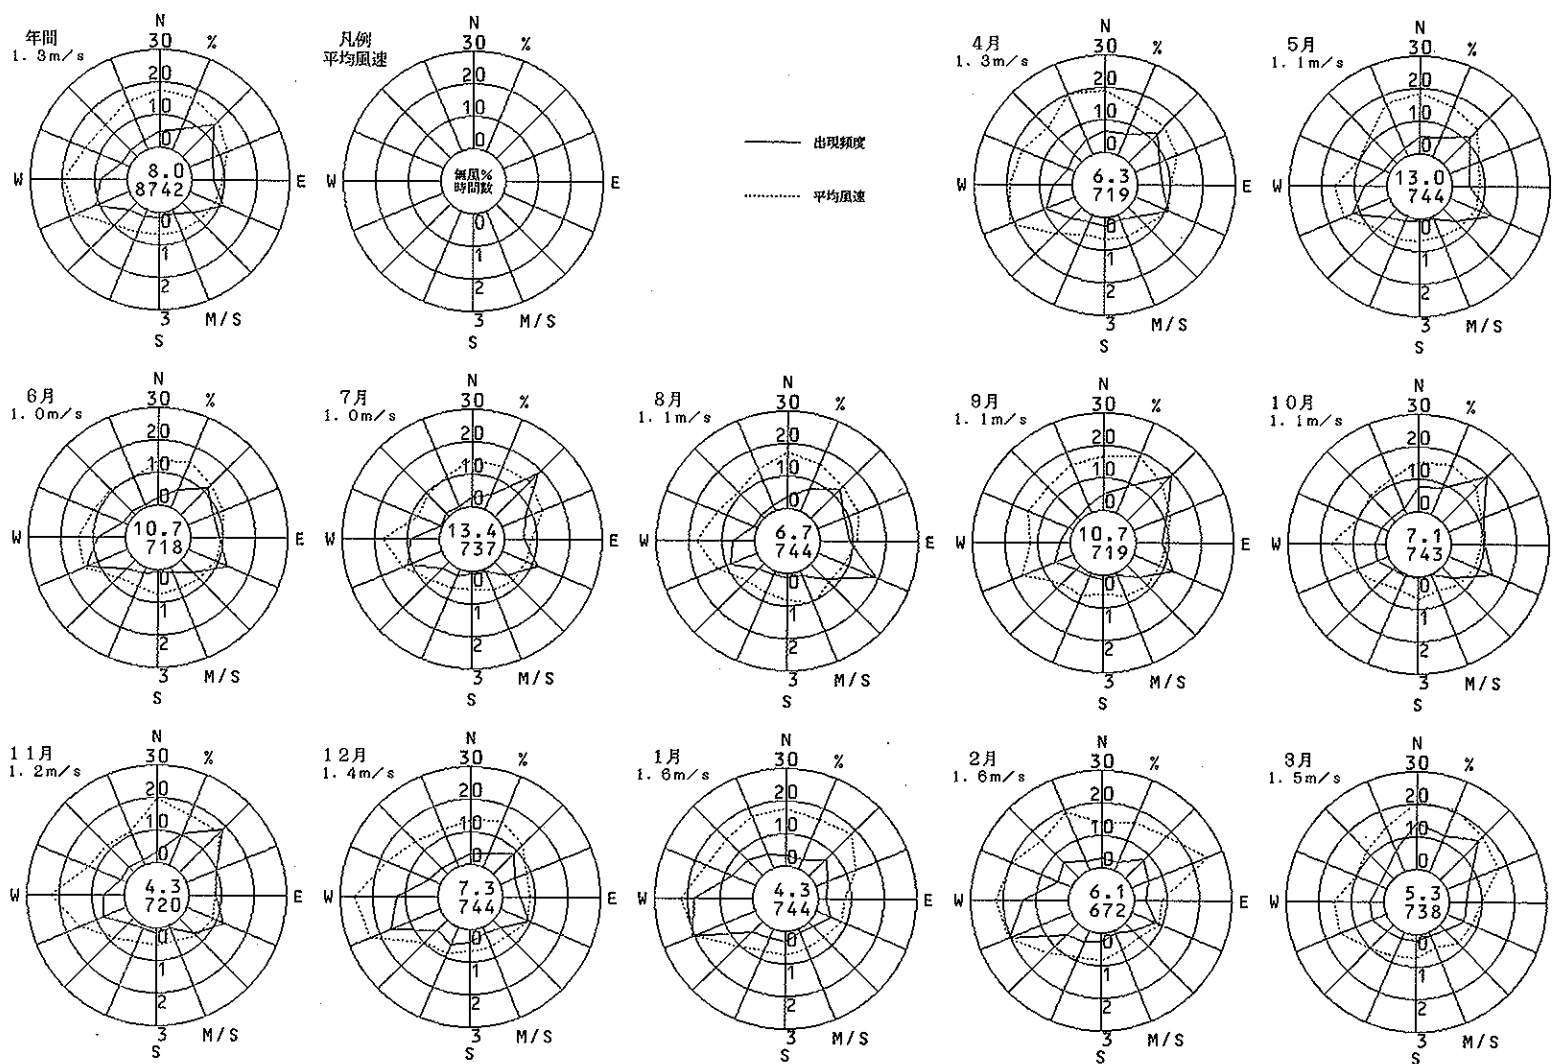 年間
1.3m/s
N
30 %
20
10
0
8.0
8742
W
E
0
1
2
3 M/S
S
凡例
平均風速
N
30 %
20
10
0
無風%
時間数
W
E
0
1
2
3 M/S
S
出現頻度
平均風速
4月
1.3m/s
N
30 %
20
10
0
6.3
719
W
E
0
1
2
3 M/S
S
5月
1.1m/s
N
30 %
20
10
0
13.0
744
W
E
0
1
2
3 M/S
S
6月
1.0m/s
N
30 %
20
10
0
10.7
718
W
E
0
1
2
3 M/S
S
7月
1.0m/s
N
30 %
20
10
0
13.4
737
W
E
0
1
2
3 M/S
S
8月
1.1m/s
N
30 %
20
10
0
6.7
744
W
E
0
1
2
3 M/S
S
9月
1.1m/s
N
30 %
20
10
0
10.7
719
W
E
0
1
2
3 M/S
S
10月
1.1m/s
N
30 %
20
10
0
7.1
743
W
E
0
1
2
3 M/S
S
11月
1.2m/s
N
30 %
20
10
0
4.3
720
W
E
0
1
2
3 M/S
S
12月
1.4m/s
N
30 %
20
10
0
7.3
744
W
E
0
1
2
3 M/S
S
1月
1.6m/s
N
30 %
20
10
0
4.3
744
W
E
0
1
2
3 M/S
S
2月
1.6m/s
N
30 %
20
10
0
6.1
672
W
E
0
1
2
3 M/S
S
3月
1.5m/s
N
30 %
20
10
0
5.3
738
W
E
0
1
2
3 M/S
S